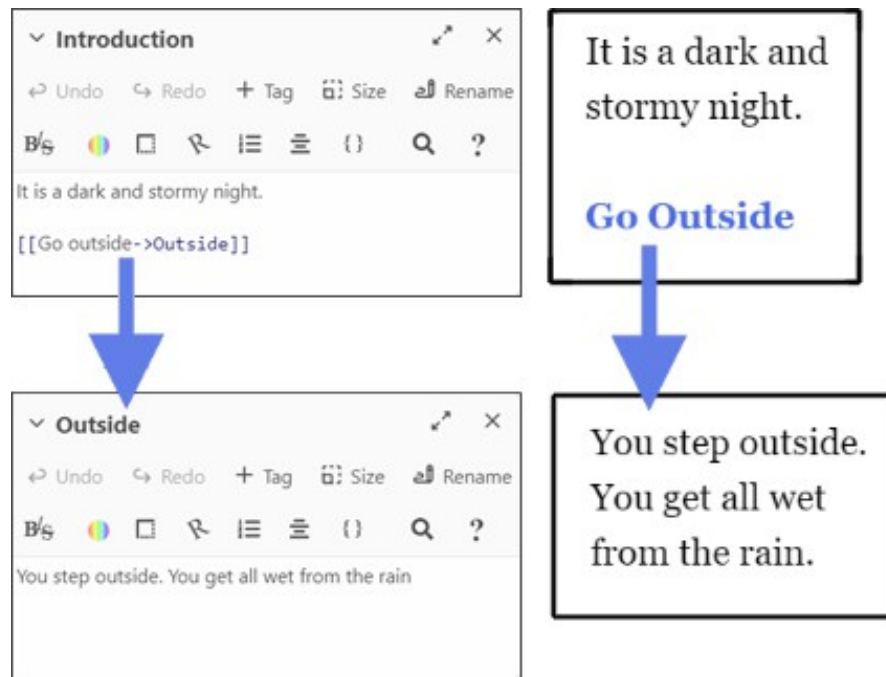 Introduction
Undo Redo + Tag Size Rename
B/S { } ?
It is a dark and stormy night.
[[Go outside->Outside]]
It is a dark and
stormy night.
Go Outside
Outside
Undo Redo + Tag Size Rename
B/S { } ?
You step outside. You get all wet from the rain
You step outside.
You get all wet
from the rain.